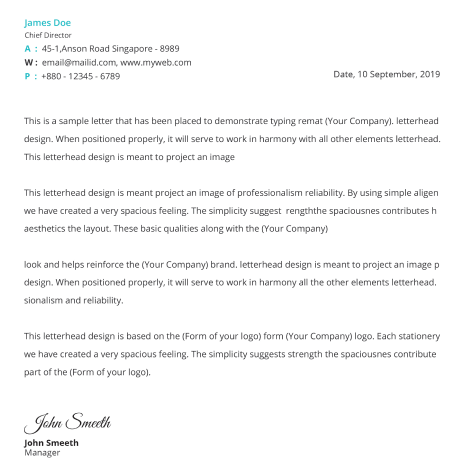 James Doe
Chief Director
A : 45-1,Anson Road Singapore - 8989
W : email@mailid.com, www.myweb.com
P : +880 - 12345 - 6789
Date, 10 September, 2019
This is a sample letter that has been placed to demonstrate typing remat (Your Company). letterhead
design. When positioned properly, it will serve to work in harmony with all other elements letterhead.
This letterhead design is meant to project an image
This letterhead design is meant project an image of professionalism reliability. By using simple aligen
we have created a very spacious feeling. The simplicity suggest rengththe spaciousnes contributes h
aesthetics the layout. These basic qualities along with the (Your Company)
look and helps reinforce the (Your Company) brand. letterhead design is meant to project an image p
design. When positioned properly, it will serve to work in harmony all the other elements letterhead.
sionalism and reliability.
This letterhead design is based on the (Form of your logo) form (Your Company) logo. Each stationery
we have created a very spacious feeling. The simplicity suggests strength the spaciousnes contribute
part of the (Form of your logo).
John Smeeth
John Smeeth
Manager